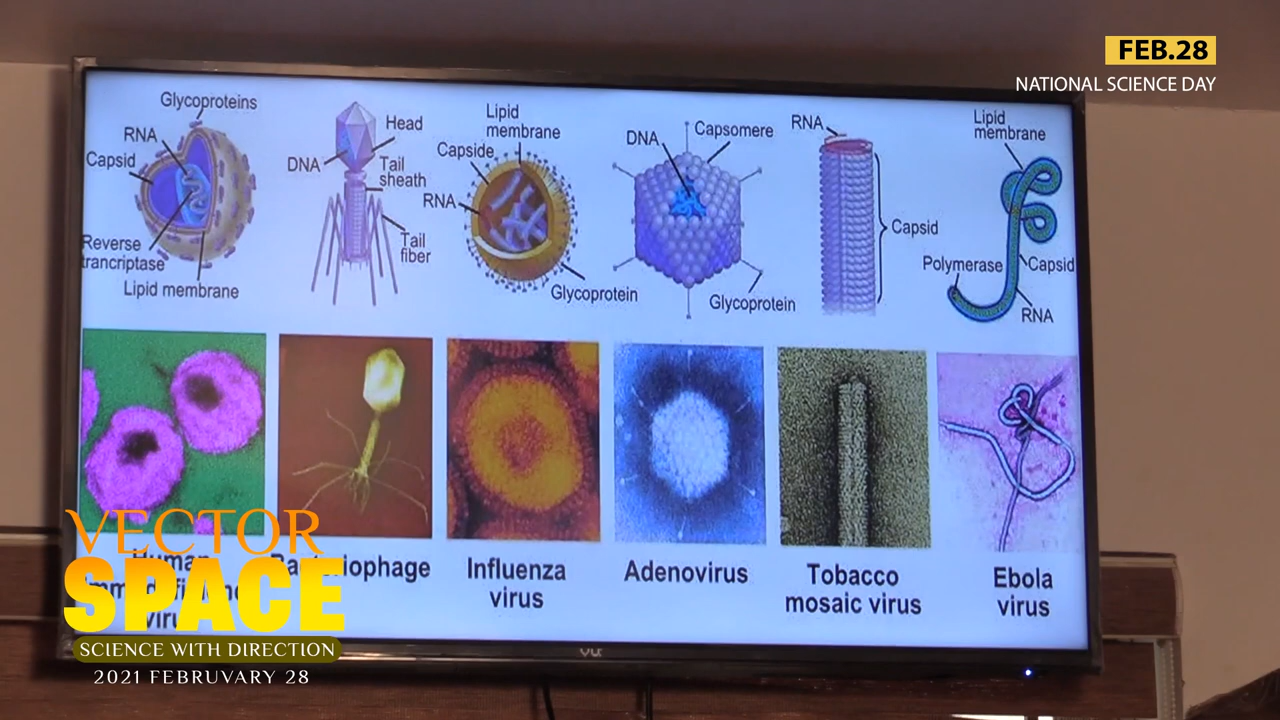 FEB.28
NATIONAL SCIENCE DAY
Glycoproteins
RNA
Capsid
Reverse
trancriptase
Lipid membrane
Head
DNA
Tail
sheath
Tail
fiber
Lipid
membrane
Capside
RNA
Glycoprotein
DNA
Capsomere
Glycoprotein
RNA
Capsid
Lipid
membrane
Polymerase
Capsid
RNA
Human
virus
Influenza
virus
Adenovirus
Tobacco
mosaic virus
Ebola
virus
VECTOR
SPACE
SCIENCE WITH DIRECTION
2021 FEBRUVARY 28